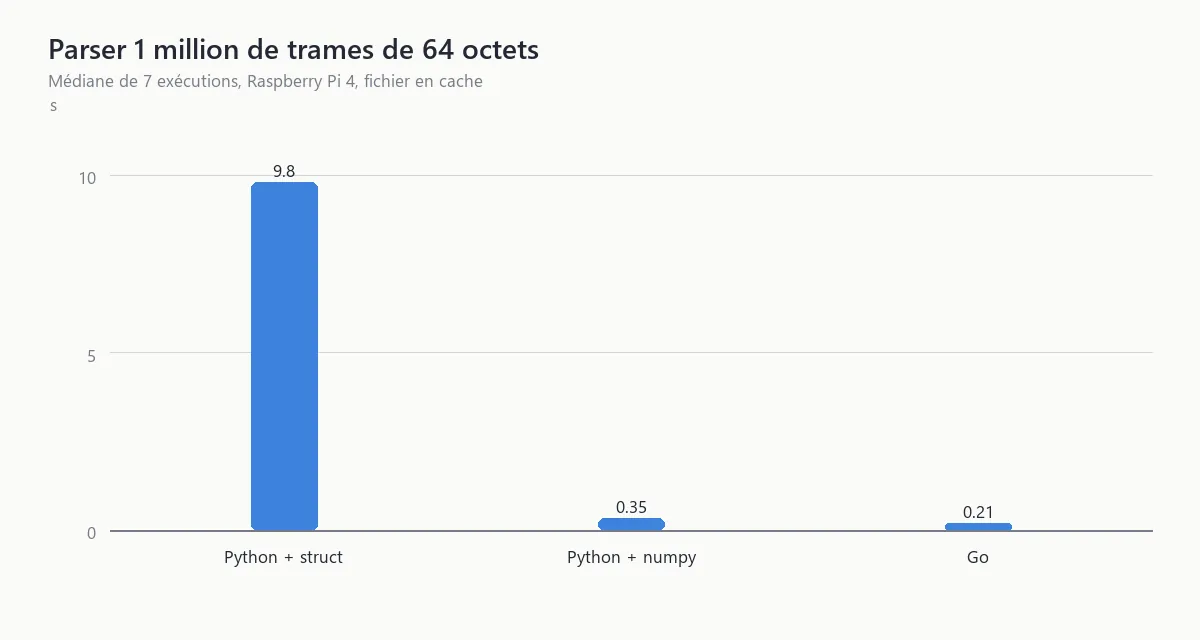 Parser 1 million de trames de 64 octets
Médiane de 7 exécutions, Raspberry Pi 4, fichier en cache
s
10
5
0
9.8
0.35
0.21
Python + struct
Python + numpy
Go